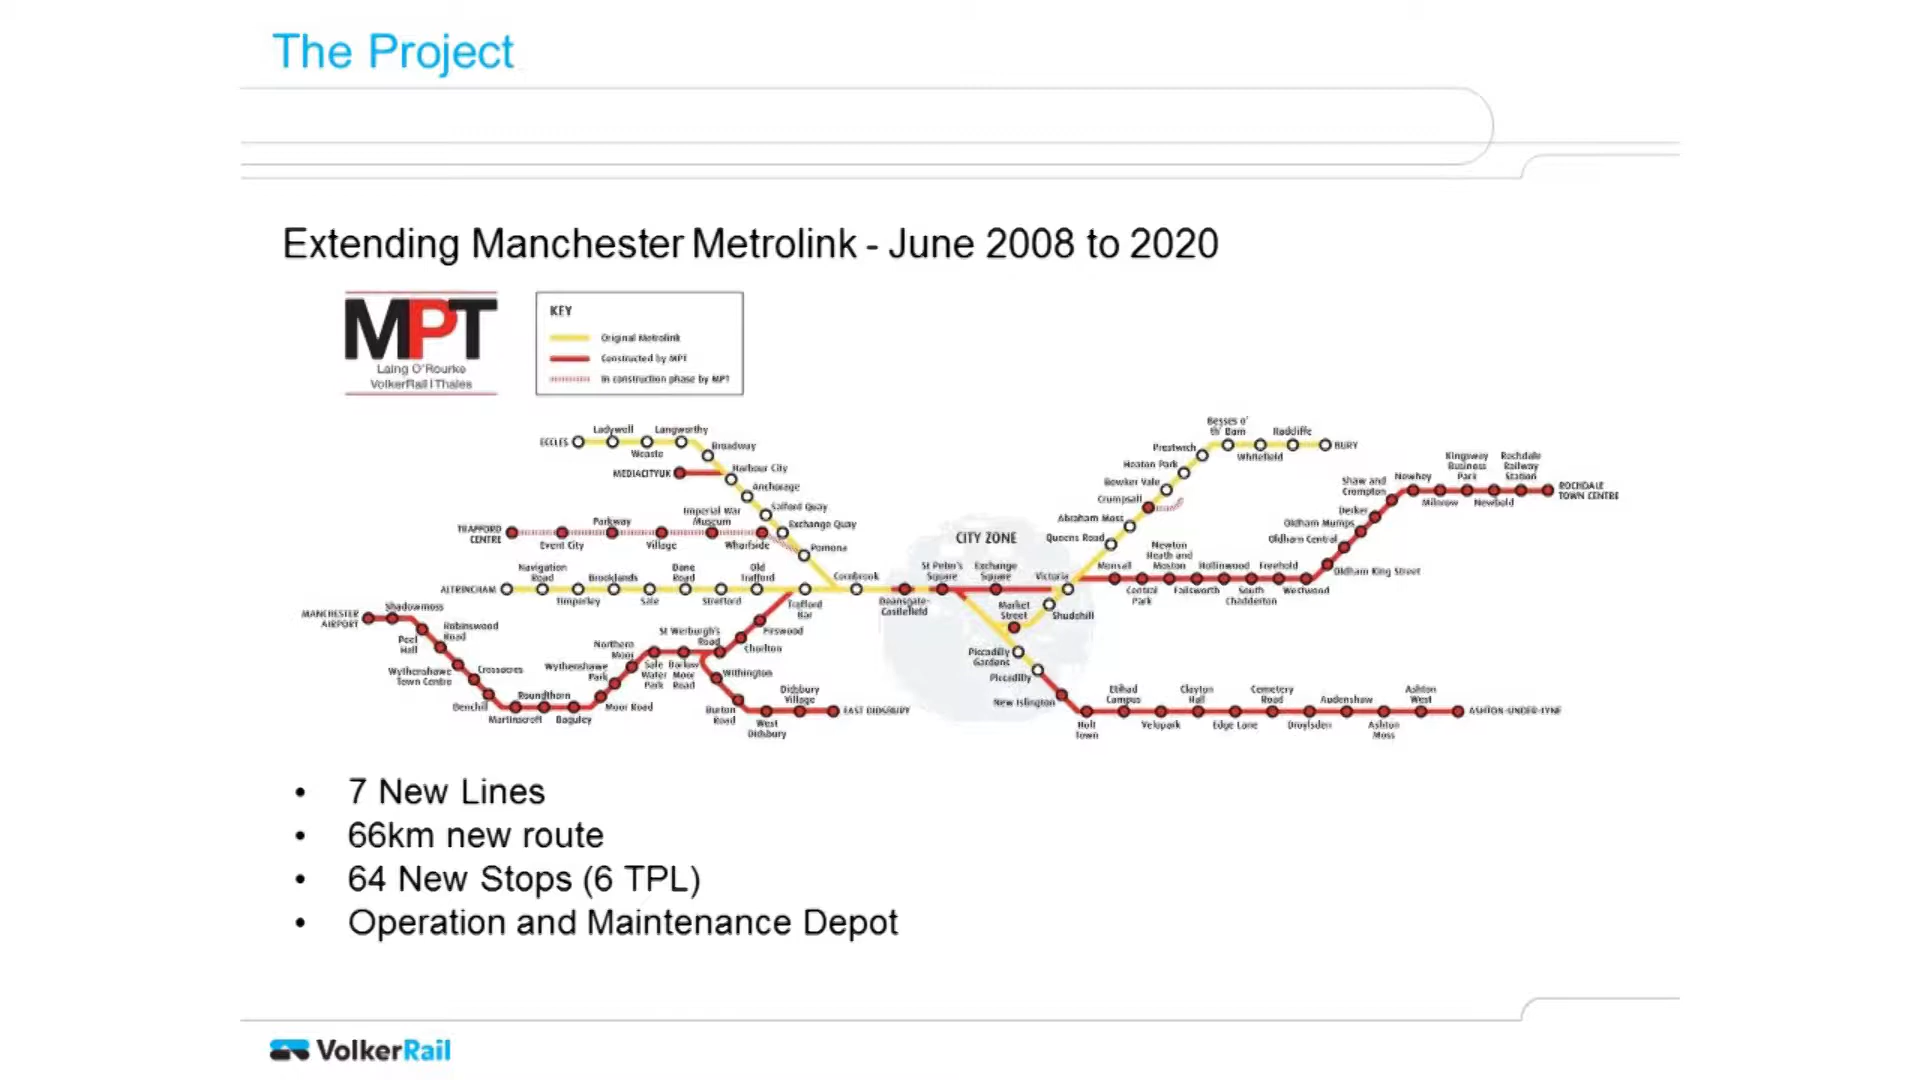 The Project
Extending Manchester Metrolink - June 2008 to 2020
MPT
Laing O'Rourke
VolkerRail | Thales
KEY
Original Metrolink
Constructed by MPT
In construction phase by MPT
ECCLES
Ladywell
Weaste
Langworthy
Broadway
MEDIACITYUK
Harbour City
Anchorage
Salford Quay
Exchange Quay
Pomona
TRAFFORD
CENTRE
Event City
Parkway
Village
Imperial War
Museum
Wharfside
ALTRINCHAM
Navigation
Road
Timperley
Brooklands
Sale
Dane
Road
Stretford
Old
Trafford
Trafford
Bar
Cornbrook
Deansgate-
Castlefield
CITY ZONE
St Peter's
Square
Exchange
Square
Victoria
Market
Street
Shudehill
Piccadilly
Gardens
Piccadilly
New Islington
Holt
Town
Etihad
Campus
Velopark
Clayton
Hall
Edge Lane
Cemetery
Road
Droylsden
Audenshaw
Ashton
Moss
Ashton
West
ASHTON-UNDER-LYNE
MANCHESTER
AIRPORT
Shadowmoss
Peel
Hall
Robinswood
Road
Wythenshawe
Town Centre
Crossacres
Benchill
Martinscroft
Roundthorn
Baguley
Moor Road
Wythenshawe
Park
Northern
Moor
Sale
Water
Park
Barlow
Moor
Road
St Werburgh's
Road
Chorlton
Firswood
Withington
Burton
Road
West
Didsbury
Didsbury
Village
EAST DIDSBURY
Queens Road
Abraham Moss
Crumpsall
Bowker Vale
Heaton Park
Prestwich
Besses o'
th' Barn
Whitefield
Radcliffe
BURY
Monsall
Central
Park
Newton
Heath and
Moston
Failsworth
Hollinwood
South
Chadderton
Freehold
Westwood
Oldham King Street
Oldham Central
Oldham Mumps
Derker
Shaw and
Crompton
Newhey
Milnrow
Kingsway
Business
Park
Newbold
Rochdale
Railway
Station
ROCHDALE
TOWN CENTRE
• 7 New Lines
• 66km new route
• 64 New Stops (6 TPL)
• Operation and Maintenance Depot
VolkerRail